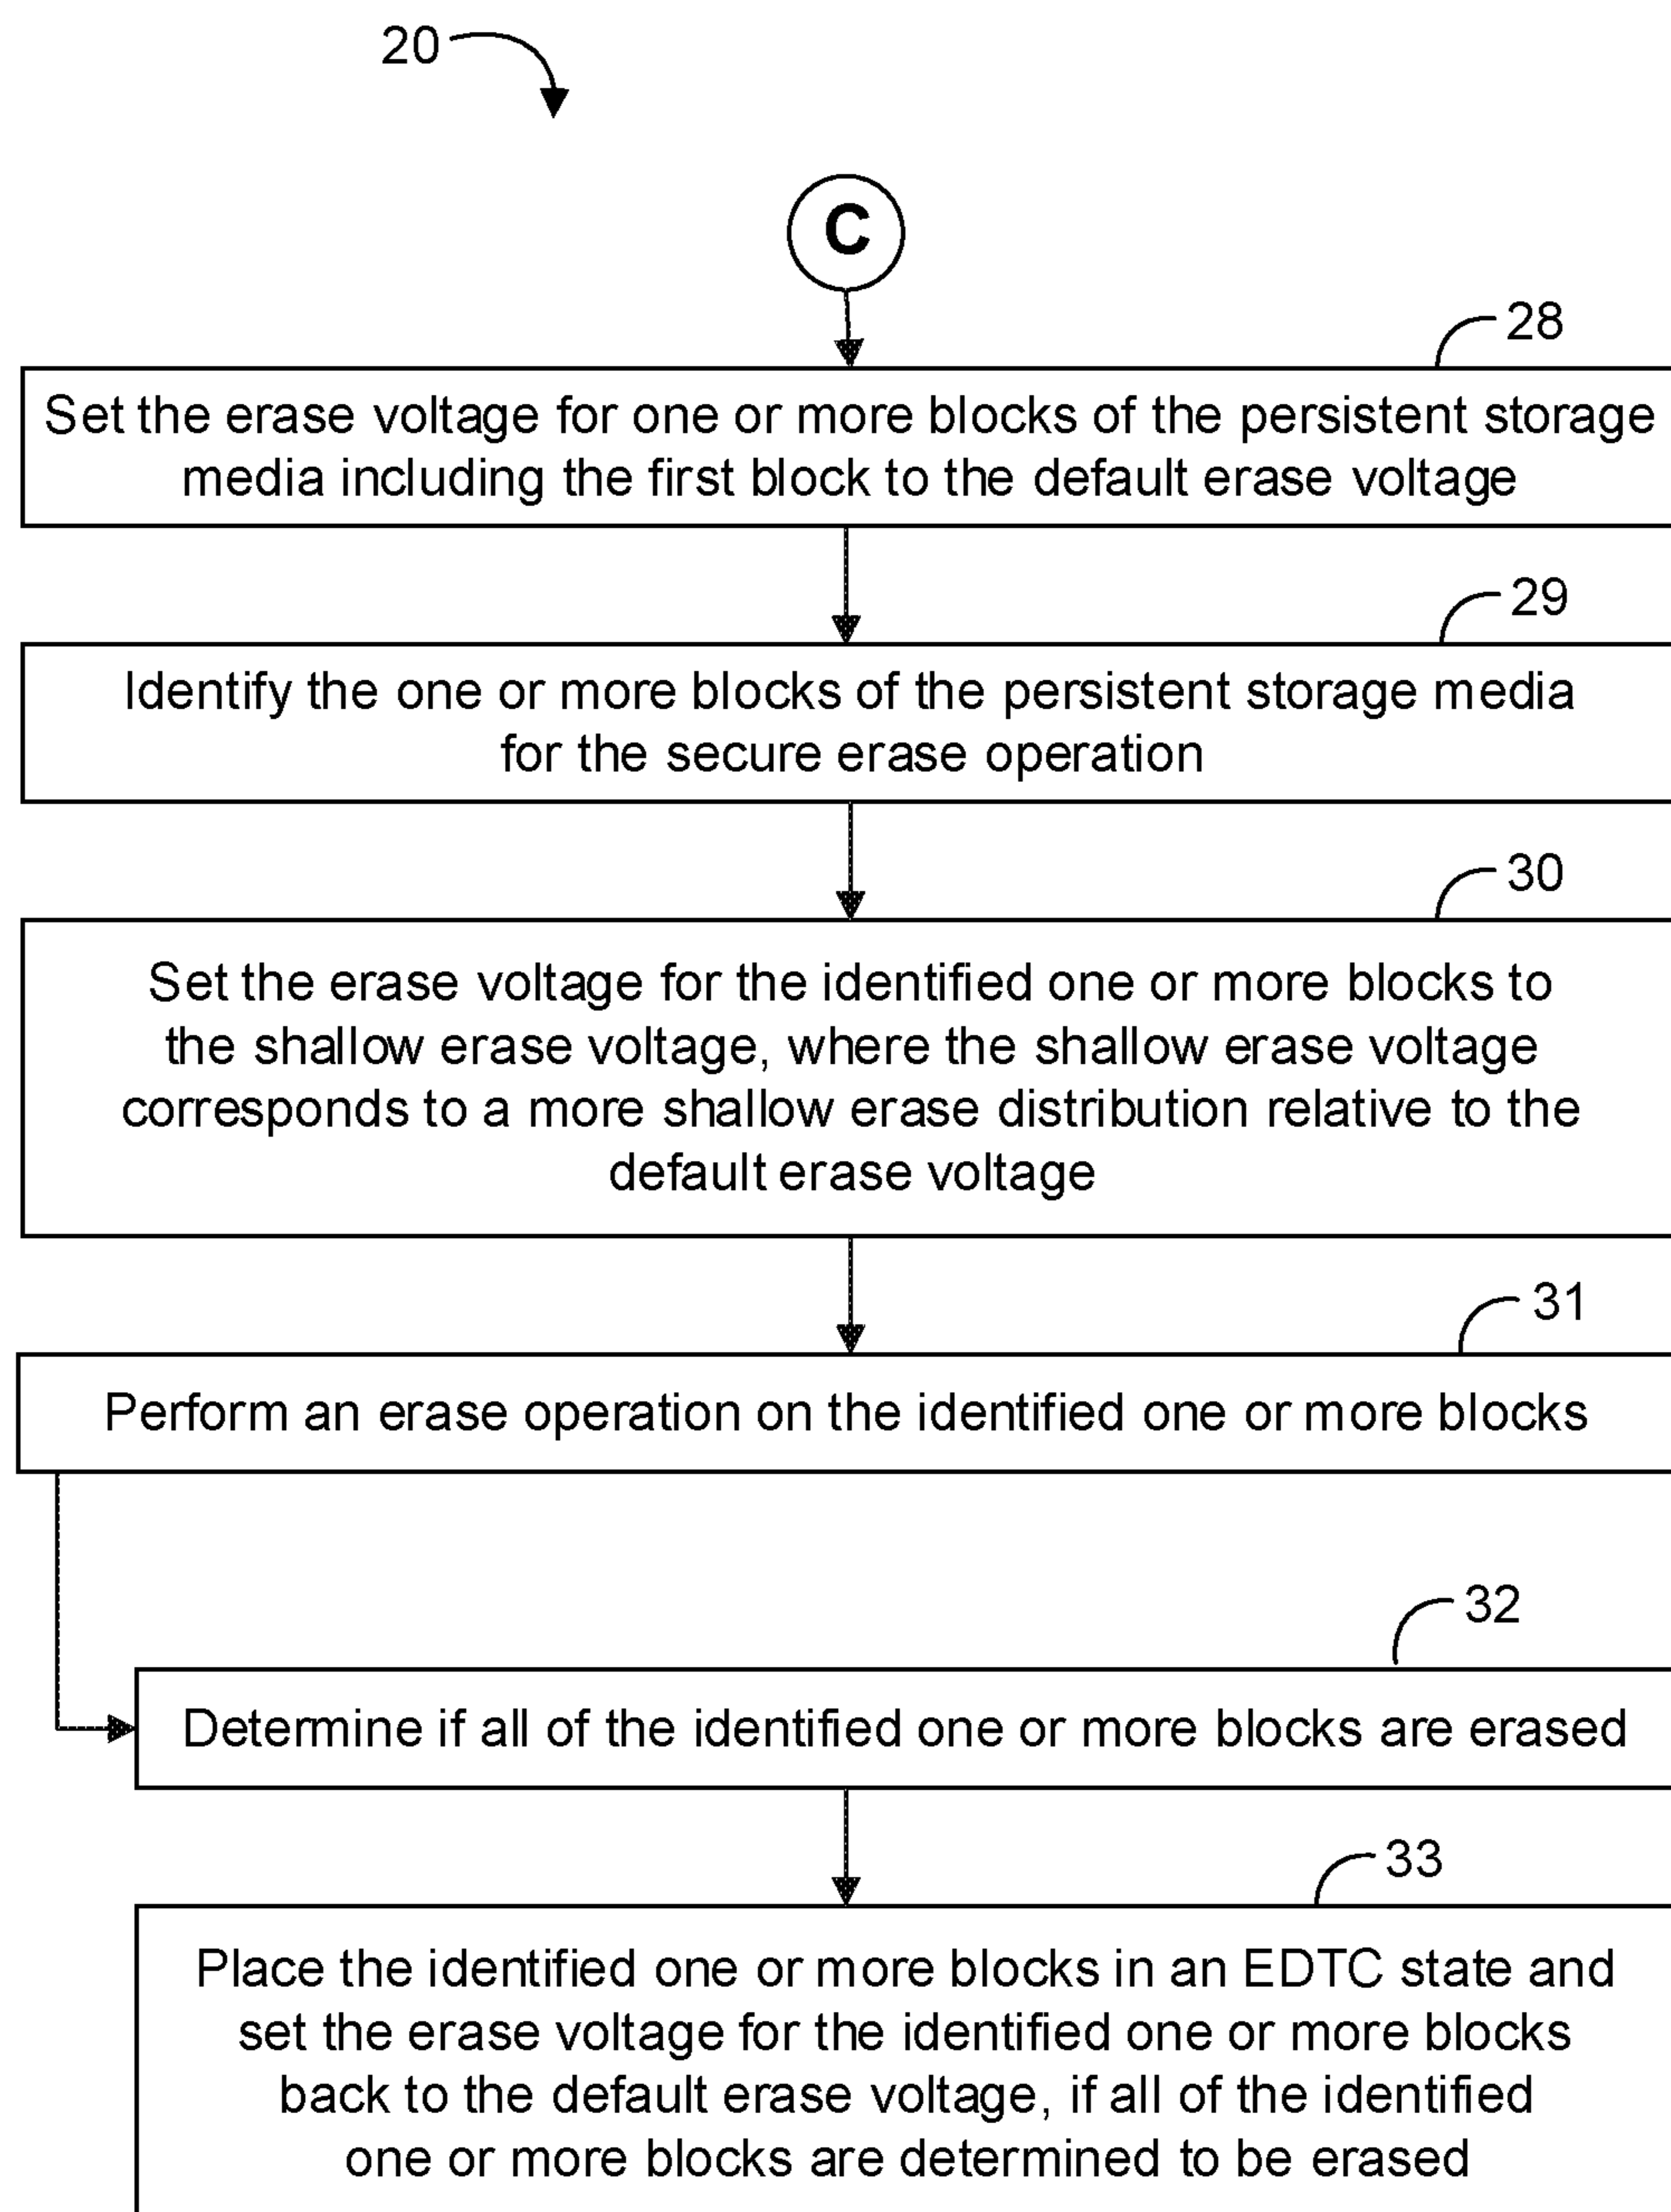 20
C
28
Set the erase voltage for one or more blocks of the persistent storage
media including the first block to the default erase voltage
29
Identify the one or more blocks of the persistent storage media
for the secure erase operation
30
Set the erase voltage for the identified one or more blocks to
the shallow erase voltage, where the shallow erase voltage
corresponds to a more shallow erase distribution relative to the
default erase voltage
31
Perform an erase operation on the identified one or more blocks
32
Determine if all of the identified one or more blocks are erased
33
Place the identified one or more blocks in an EDTC state and
set the erase voltage for the identified one or more blocks
back to the default erase voltage, if all of the identified
one or more blocks are determined to be erased